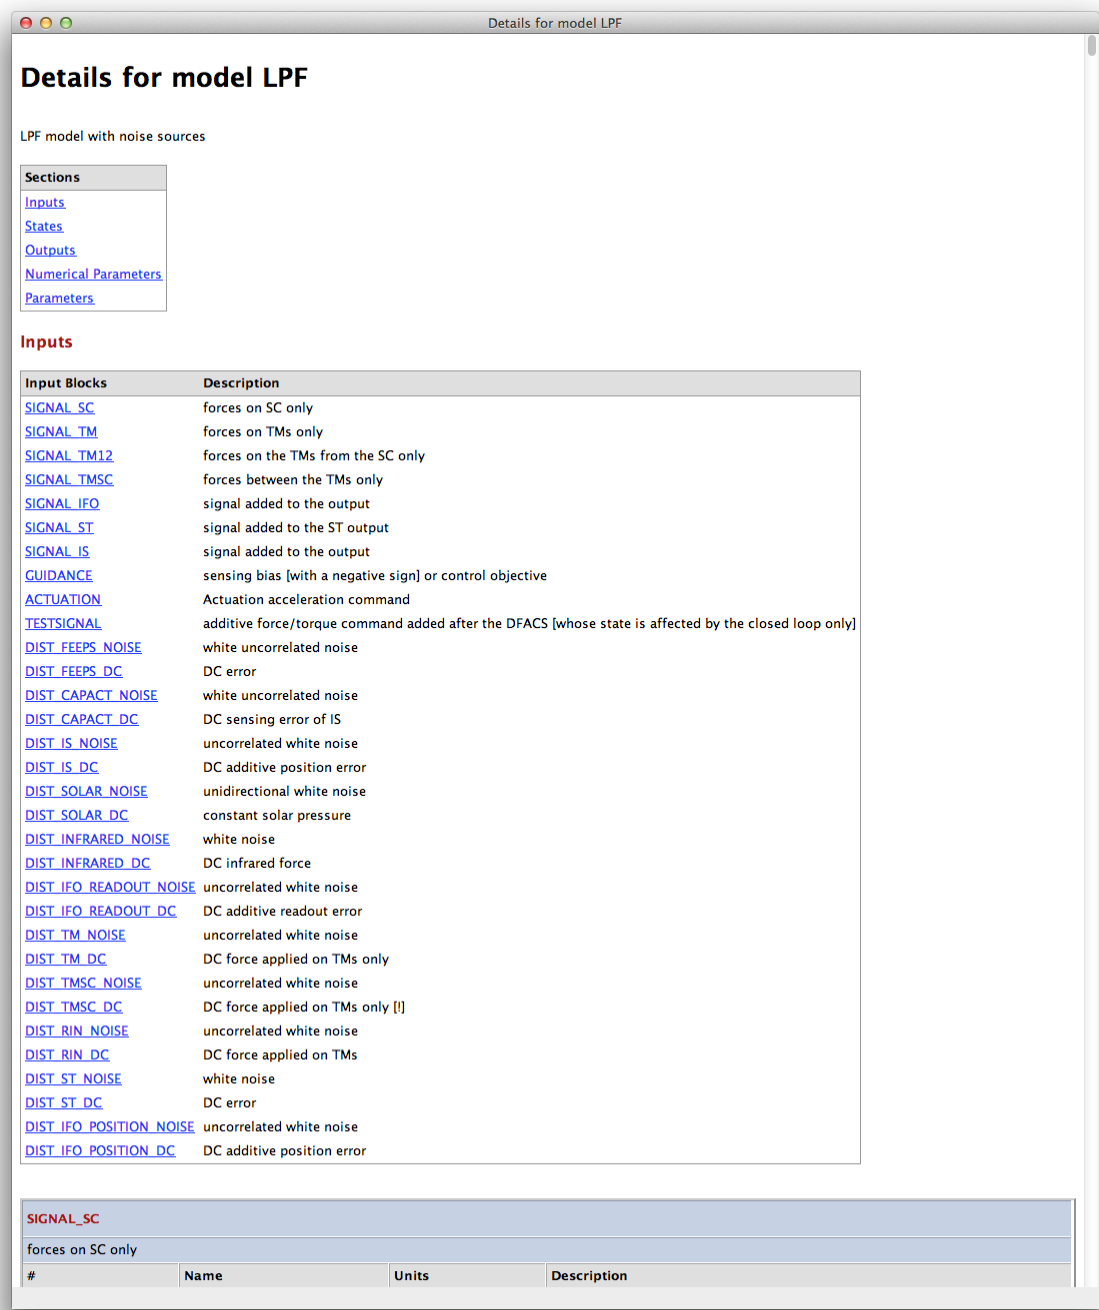 Details for model LPF
Details for model LPF
LPF model with noise sources
Sections
Inputs
States
Outputs
Numerical Parameters
Parameters
Inputs
Input Blocks Description
SIGNAL_SC forces on SC only
SIGNAL_TM forces on TMs only
SIGNAL_TM12 forces on the TMs from the SC only
SIGNAL_TMSC forces between the TMs only
SIGNAL_IFO signal added to the output
SIGNAL_ST signal added to the ST output
SIGNAL_IS signal added to the output
GUIDANCE sensing bias [with a negative sign] or control objective
ACTUATION Actuation acceleration command
TESTSIGNAL additive force/torque command added after the DFACS [whose state is affected by the closed loop only]
DIST_FEEPS_NOISE white uncorrelated noise
DIST_FEEPS_DC DC error
DIST_CAPACT_NOISE white uncorrelated noise
DIST_CAPACT_DC DC sensing error of IS
DIST_IS_NOISE uncorrelated white noise
DIST_IS_DC DC additive position error
DIST_SOLAR_NOISE unidirectional white noise
DIST_SOLAR_DC constant solar pressure
DIST_INFRARED_NOISE white noise
DIST_INFRARED_DC DC infrared force
DIST_IFO_READOUT_NOISE uncorrelated white noise
DIST_IFO_READOUT_DC DC additive readout error
DIST_TM_NOISE uncorrelated white noise
DIST_TM_DC DC force applied on TMs only
DIST_TMSC_NOISE uncorrelated white noise
DIST_TMSC_DC DC force applied on TMs only [!]
DIST_RIN_NOISE uncorrelated white noise
DIST_RIN_DC DC force applied on TMs
DIST_ST_NOISE white noise
DIST_ST_DC DC error
DIST_IFO_POSITION_NOISE uncorrelated white noise
DIST_IFO_POSITION_DC DC additive position error
SIGNAL_SC
forces on SC only
# Name Units Description